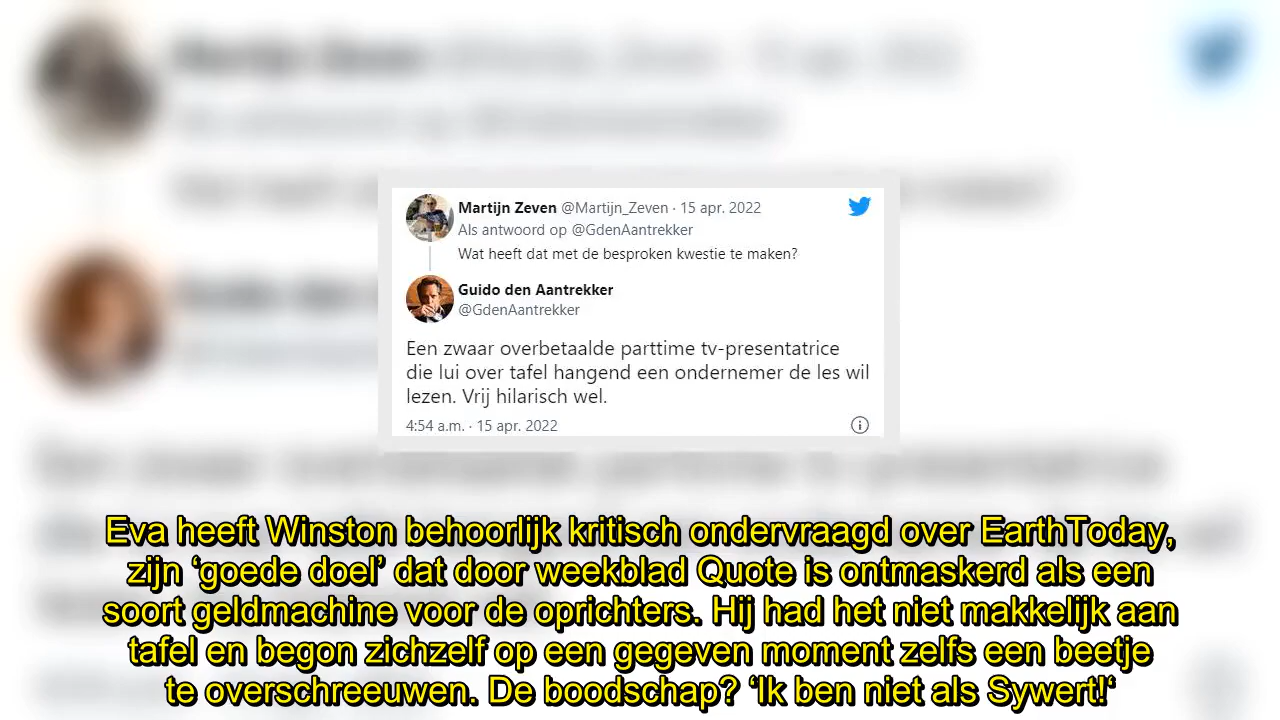 Martijn Zeven @Martijn_Zeven · 15 apr. 2022
Als antwoord op @GdenAantrekker
Wat heeft dat met de besproken kwestie te maken?
Guido den Aantrekker
@GdenAantrekker
Een zwaar overbetaalde parttime tv-presentatrice
die lui over tafel hangend een ondernemer de les wil
lezen. Vrij hilarisch wel.
4:54 a.m. · 15 apr. 2022
Eva heeft Winston behoorlijk kritisch ondervraagd over EarthToday,
zijn ‘goede doel’ dat door weekblad Quote is ontmaskerd als een
soort geldmachine voor de oprichters. Hij had het niet makkelijk aan
tafel en begon zichzelf op een gegeven moment zelfs een beetje
te overschreeuwen. De boodschap? ‘Ik ben niet als Sywert!‘